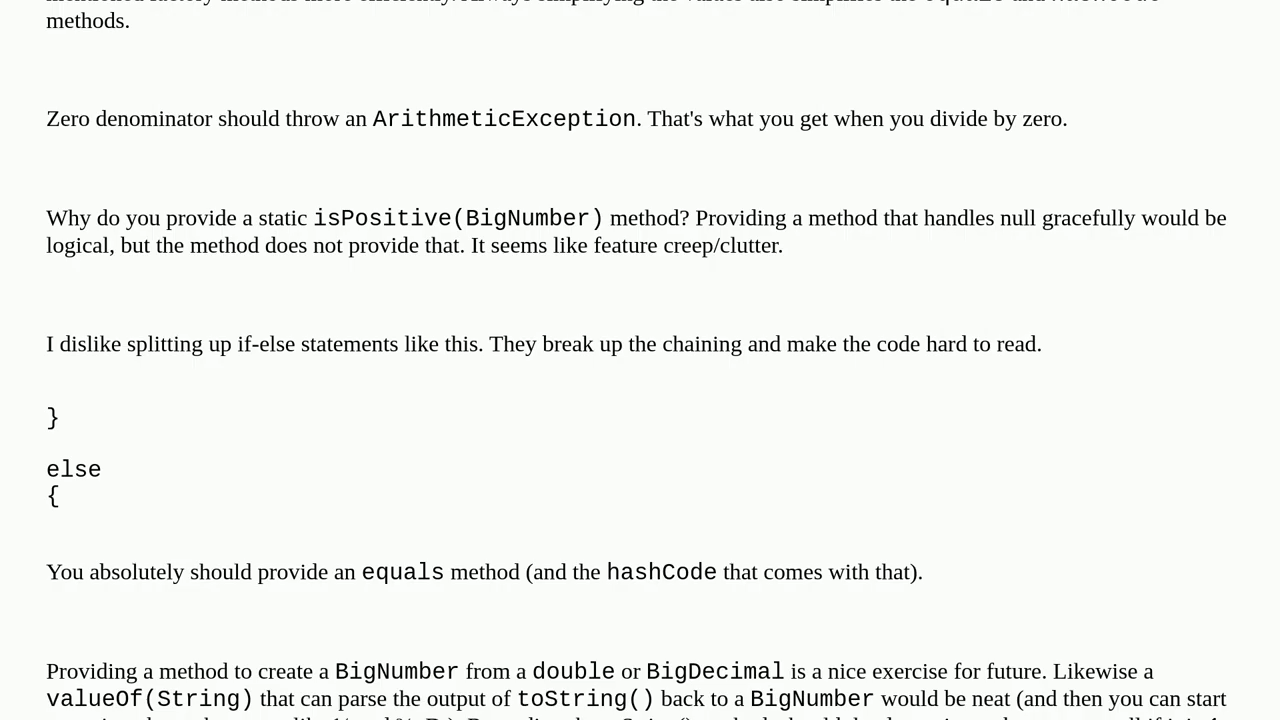 methods.
Zero denominator should throw an ArithmeticException. That's what you get when you divide by zero.
Why do you provide a static isPositive(BigNumber) method? Providing a method that handles null gracefully would be
logical, but the method does not provide that. It seems like feature creep/clutter.
I dislike splitting up if-else statements like this. They break up the chaining and make the code hard to read.
}
else
{
You absolutely should provide an equals method (and the hashCode that comes with that).
Providing a method to create a BigNumber from a double or BigDecimal is a nice exercise for future. Likewise a
valueOf(String) that can parse the output of toString() back to a BigNumber would be neat (and then you can start